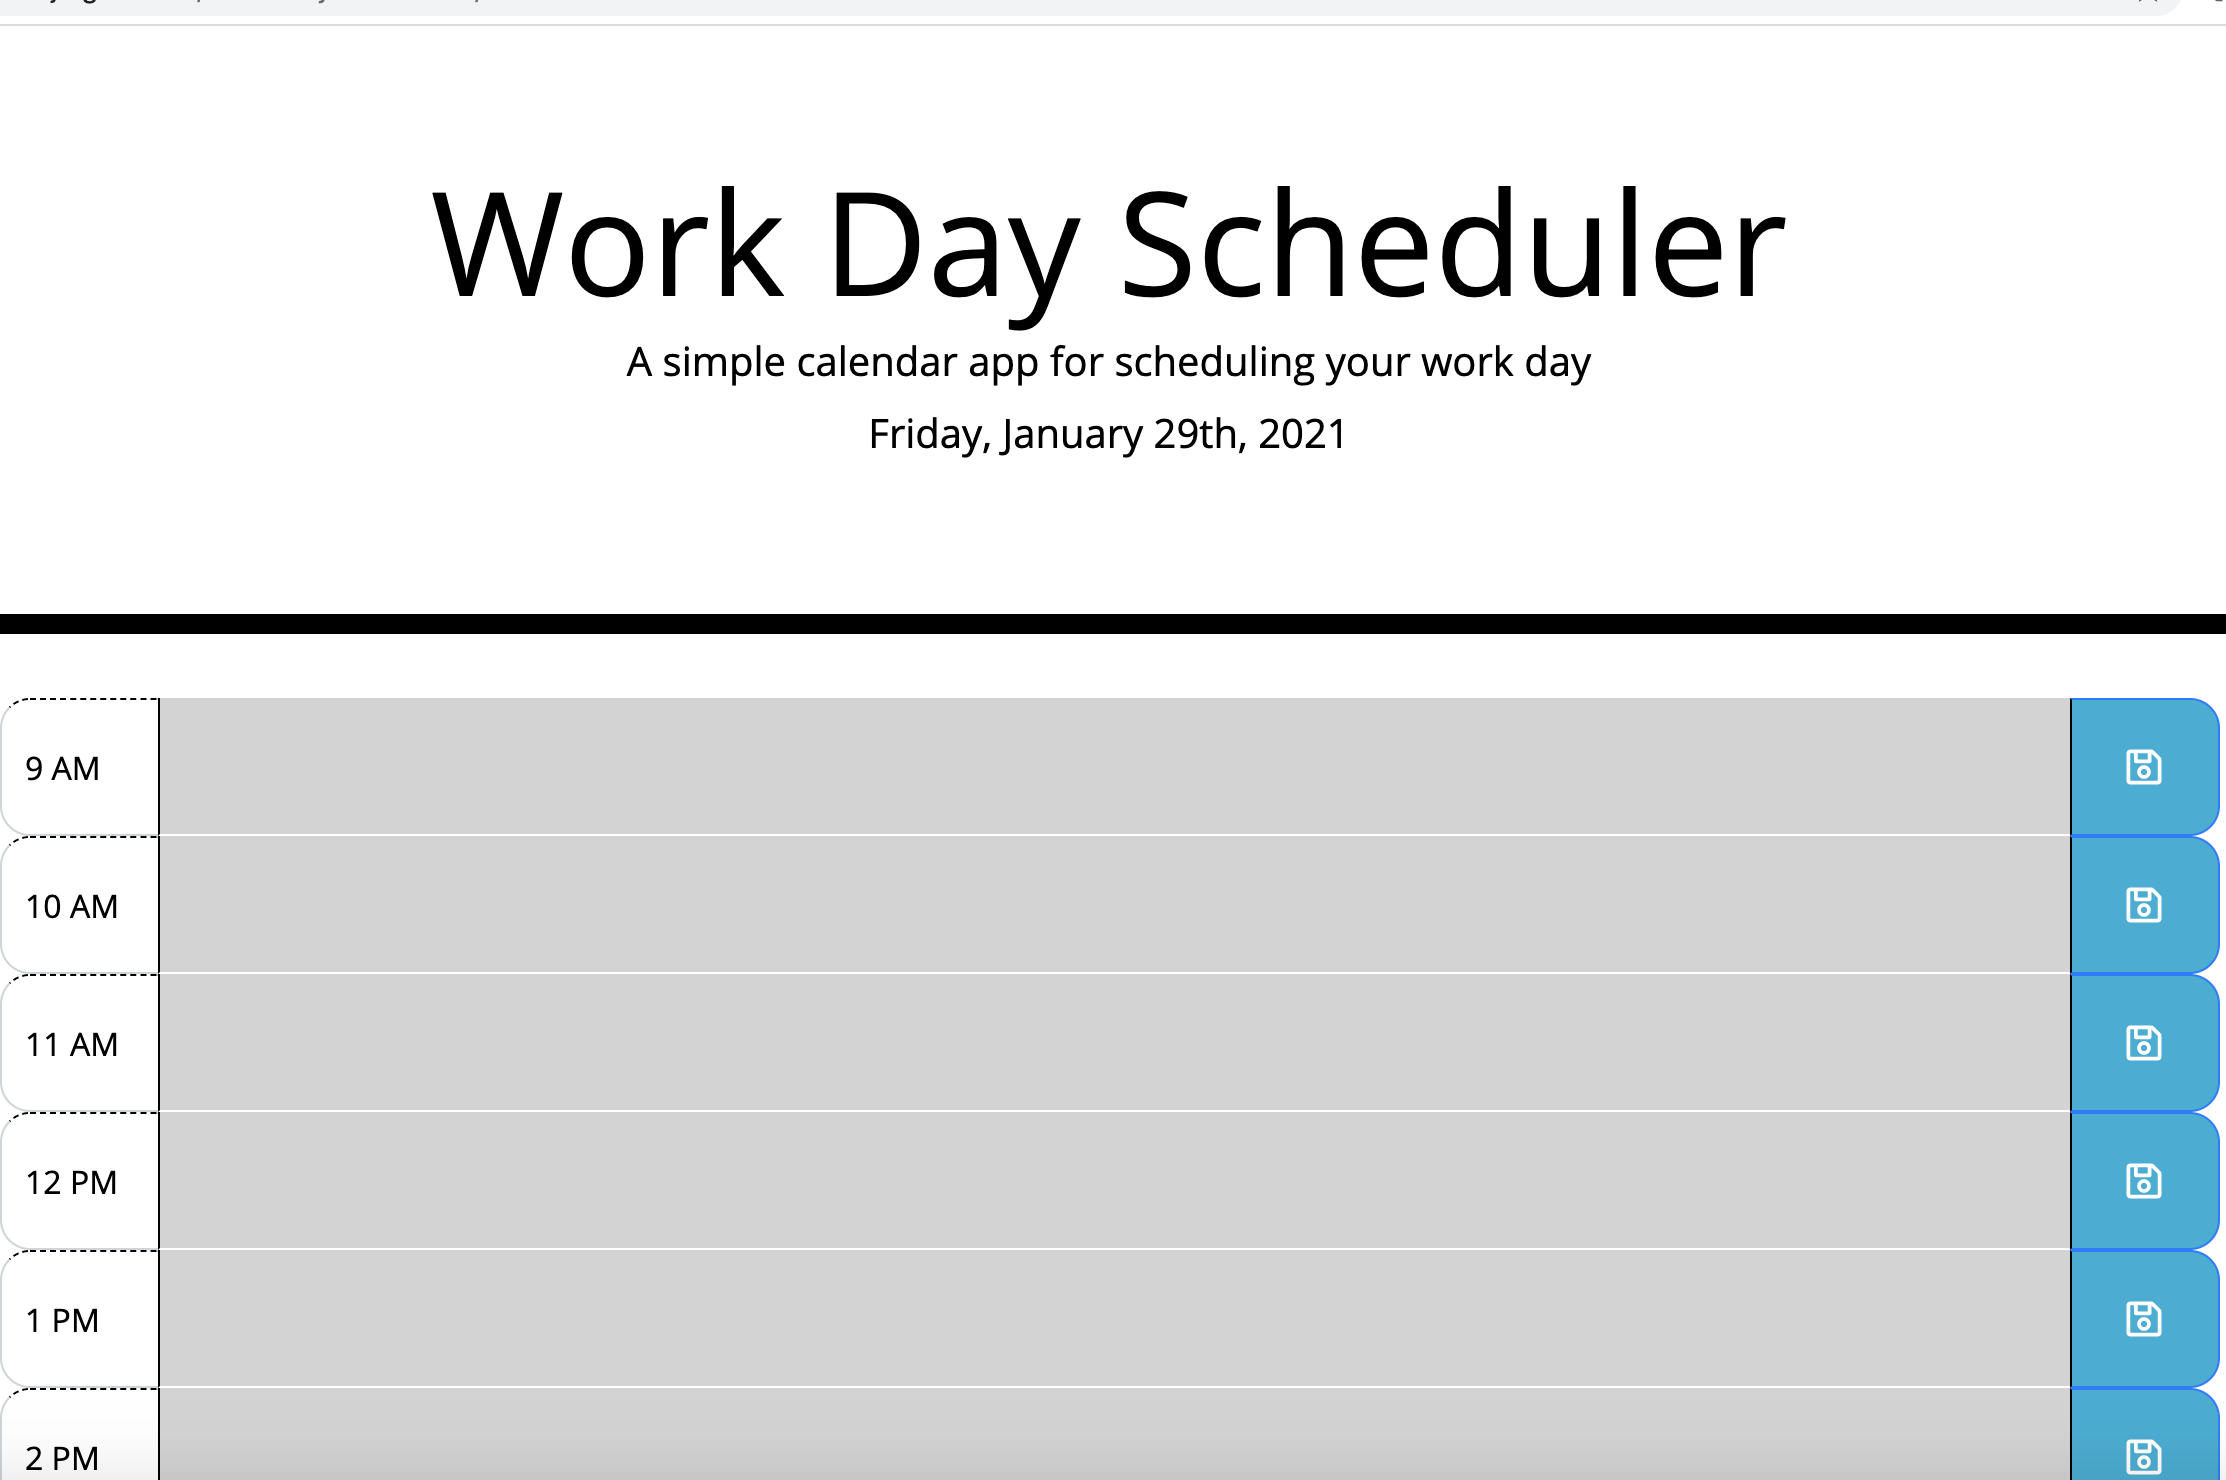 Work Day Scheduler
A simple calendar app for scheduling your work day
Friday, January 29th, 2021
9 AM
10 AM
11 AM
12 PM
1 PM
2 PM